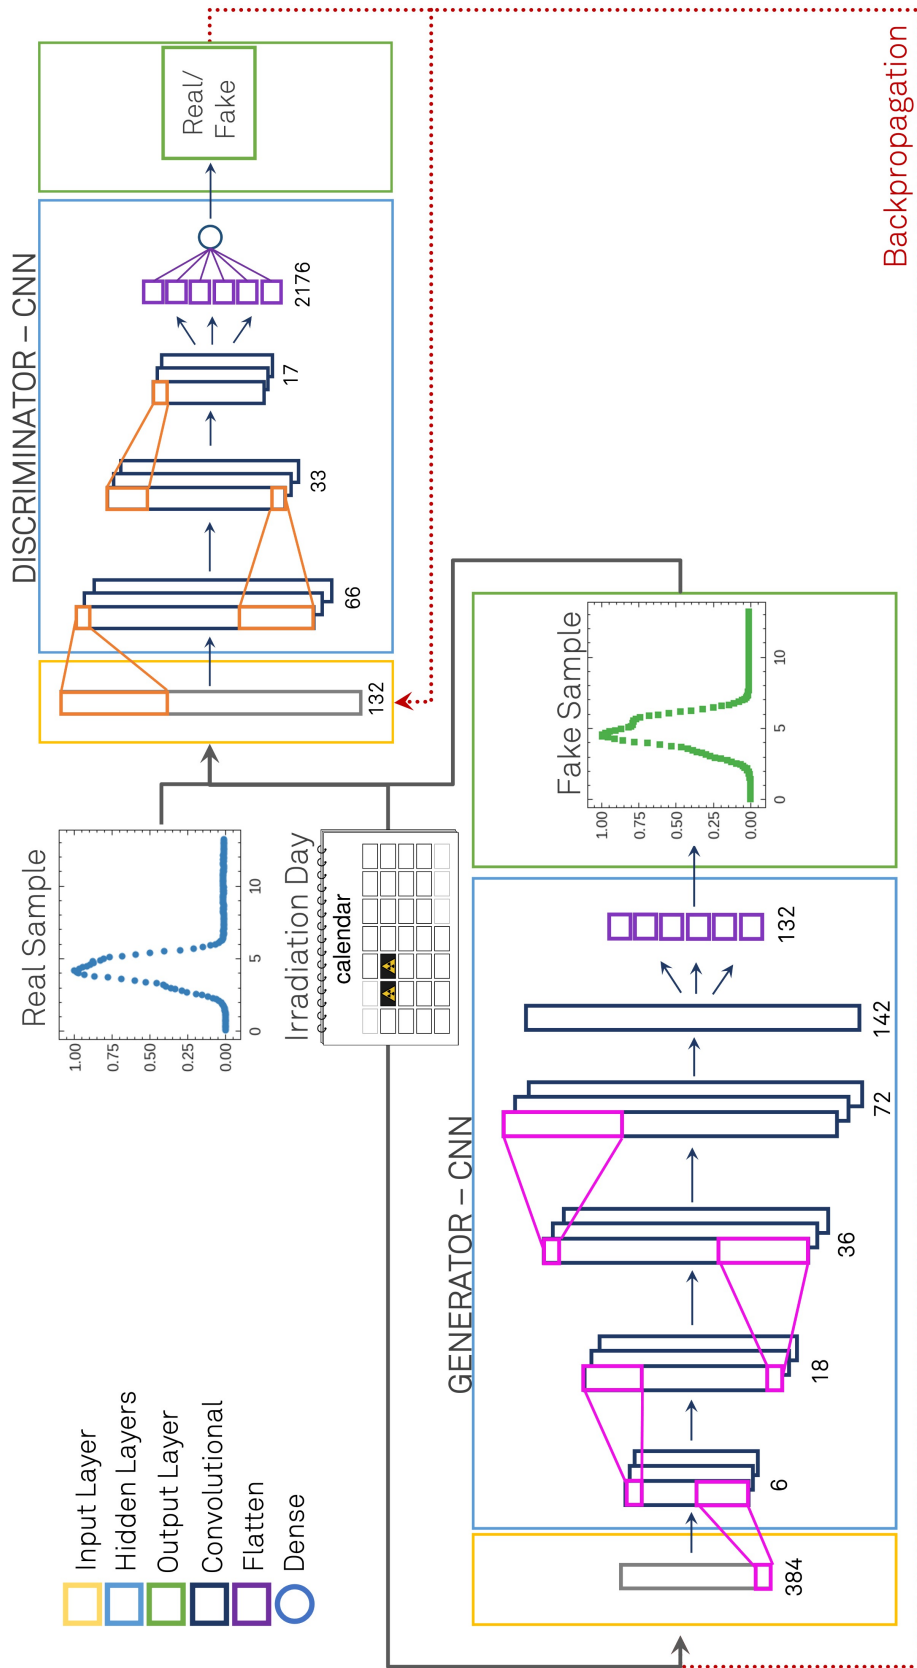 Input Layer
Hidden Layers
Output Layer
Convolutional
Flatten
Dense
Real Sample
1.00
0.75
0.50
0.25
0.00
0
5
10
Irradiation Day
calendar
DISCRIMINATOR – CNN
132
66
33
17
2176
Real/
Fake
GENERATOR – CNN
384
6
18
36
72
142
132
Fake Sample
1.00
0.75
0.50
0.25
0.00
0
5
10
Backpropagation